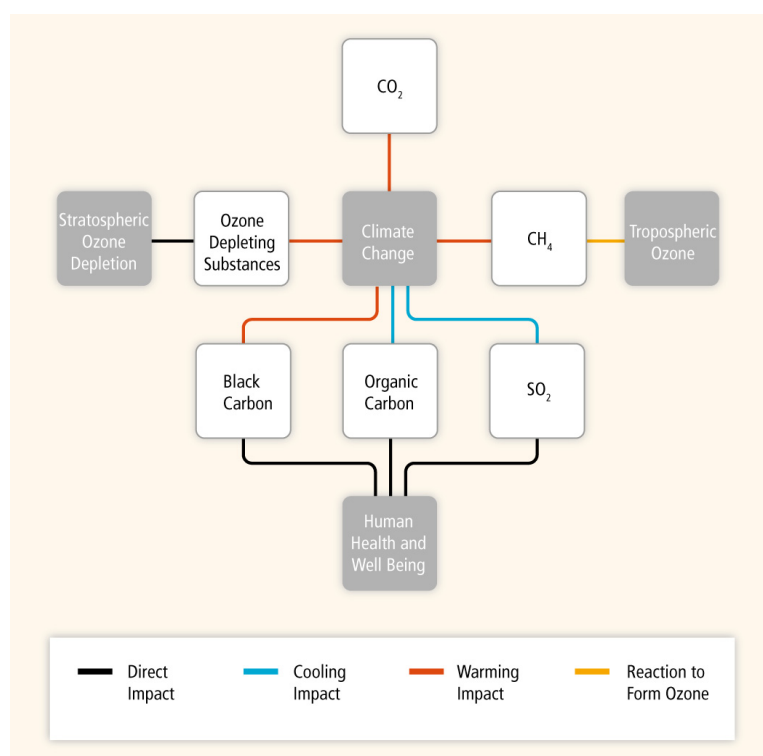 CO₂
Stratospheric
Ozone
Depletion
Ozone
Depleting
Substances
Climate
Change
CH₄
Tropospheric
Ozone
Black
Carbon
Organic
Carbon
SO₂
Human
Health and
Well Being
Direct
Impact
Cooling
Impact
Warming
Impact
Reaction to
Form Ozone